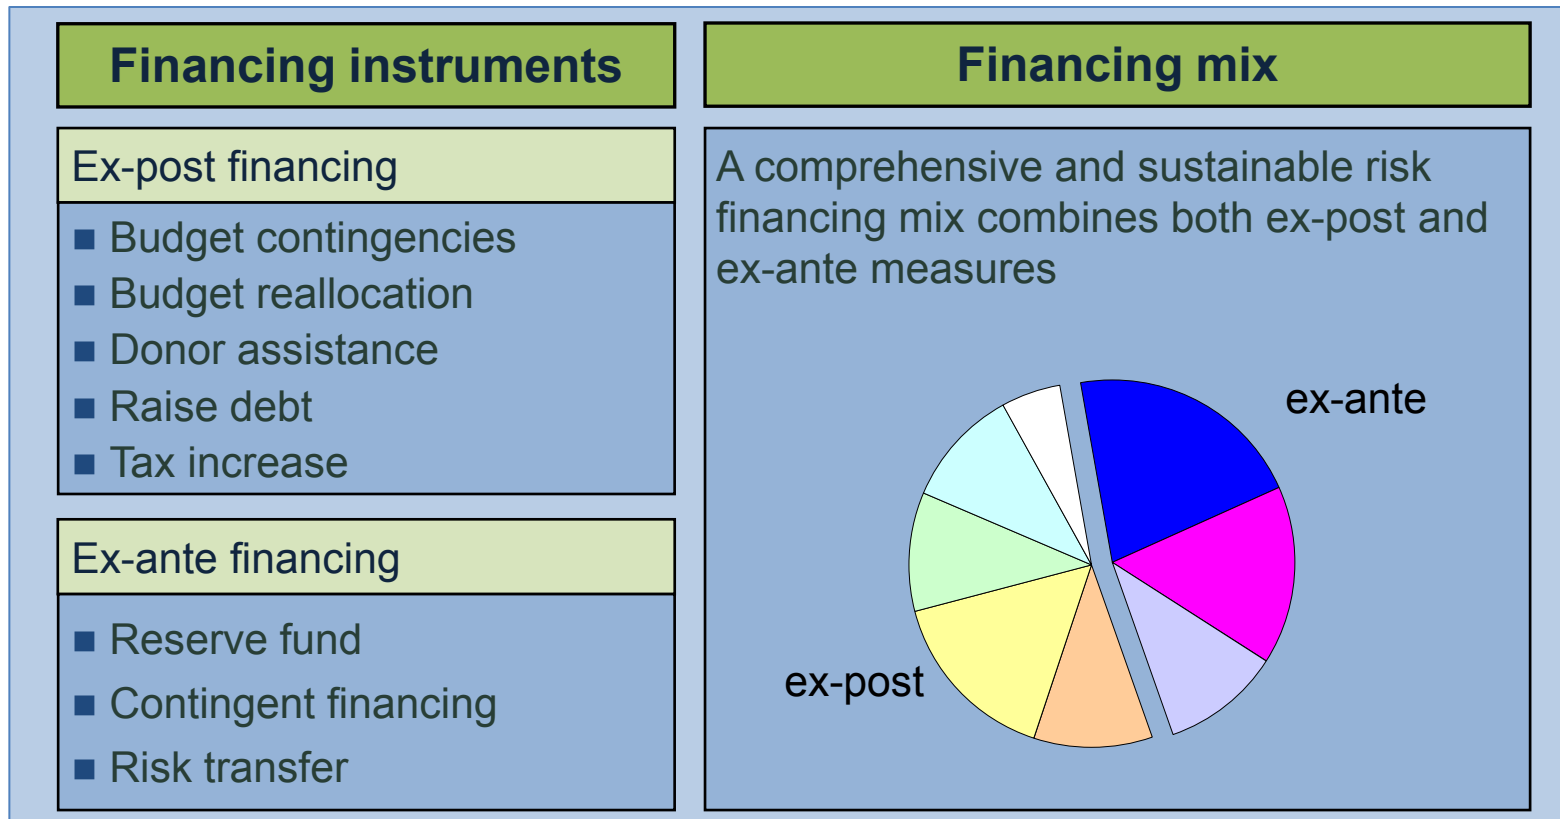 Financing instruments
Ex-post financing
■ Budget contingencies
■ Budget reallocation
■ Donor assistance
■ Raise debt
■ Tax increase
Ex-ante financing
■ Reserve fund
■ Contingent financing
■ Risk transfer
Financing mix
A comprehensive and sustainable risk
financing mix combines both ex-post and
ex-ante measures
ex-ante
ex-post